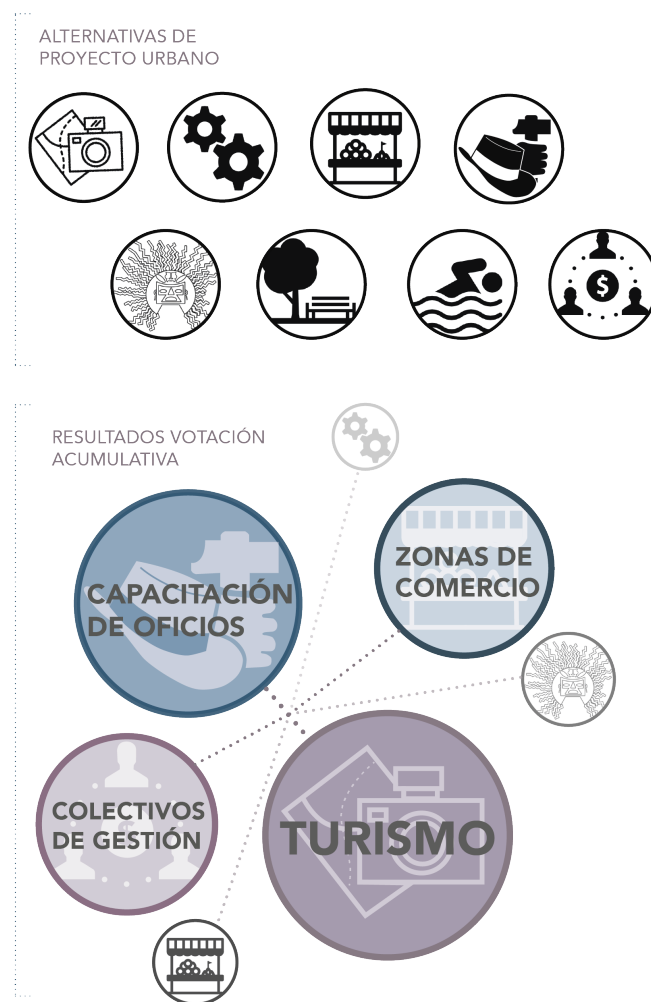 ALTERNATIVAS DE
PROYECTO URBANO
$
RESULTADOS VOTACIÓN
ACUMULATIVA
CAPACITACIÓN
DE OFICIOS
ZONAS DE
COMERCIO
COLECTIVOS
DE GESTIÓN
TURISMO